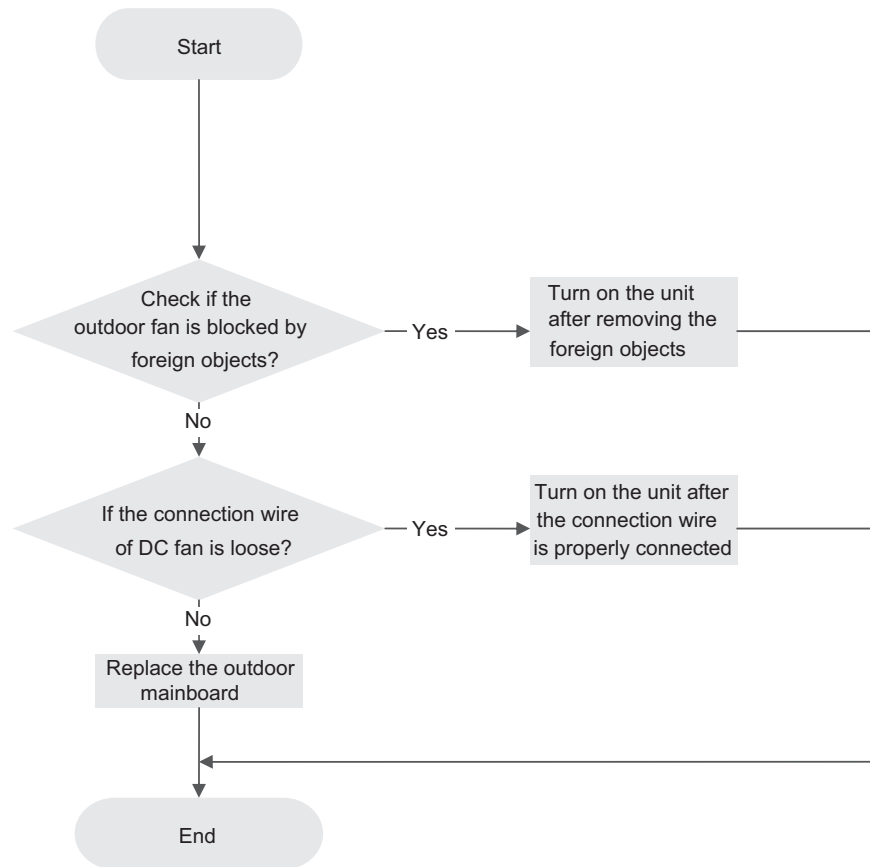 Start
Check if the
outdoor fan is blocked by
foreign objects?
Yes
Turn on the unit
after removing the
foreign objects
No
If the connection wire
of DC fan is loose?
Yes
Turn on the unit after
the connection wire
is properly connected
No
Replace the outdoor
mainboard
End